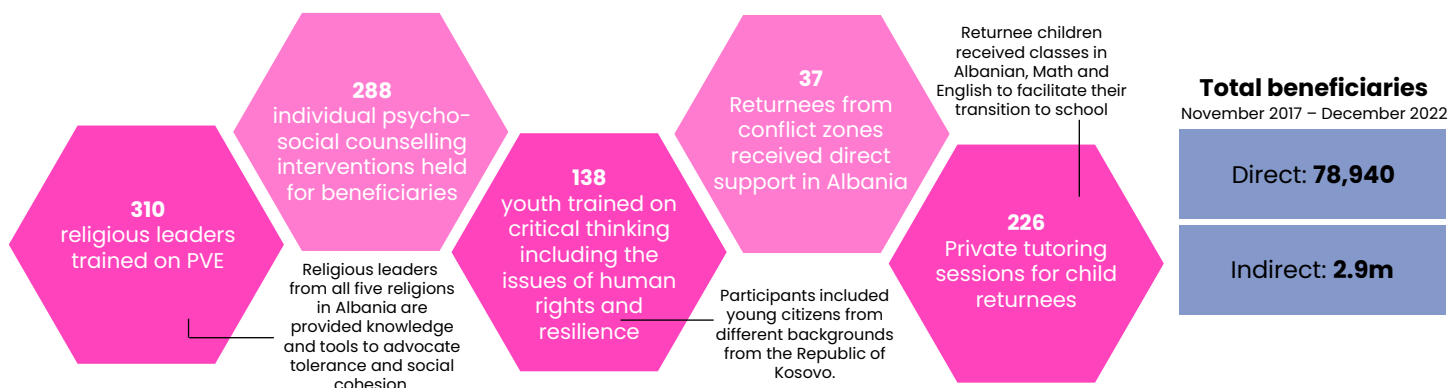 310
religious leaders
trained on PVE
288
individual psycho-
social counselling
interventions held
for beneficiaries
Religious leaders
from all five religions
in Albania are
provided knowledge
and tools to advocate
tolerance and social
cohesion
138
youth trained on
critical thinking
including the
issues of human
rights and
resilience
37
Returnees from
conflict zones
received direct
support in Albania
Participants included
young citizens from
different backgrounds
from the Republic of
Kosovo.
Returnee children
received classes in
Albanian, Math and
English to facilitate their
transition to school
226
Private tutoring
sessions for child
returnees
Total beneficiaries
November 2017 – December 2022
Direct: 78,940
Indirect: 2.9m